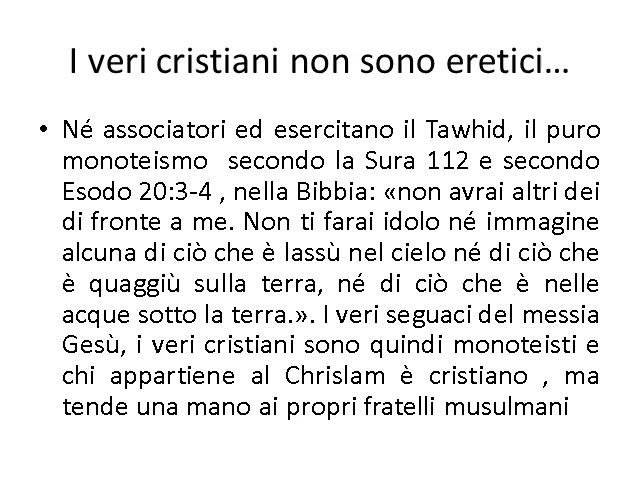 I veri cristiani non sono eretici…
• Né associatori ed esercitano il Tawhid, il puro
monoteismo  secondo la Sura 112 e secondo
Esodo 20:3-4 , nella Bibbia: «non avrai altri dei
di fronte a me. Non ti farai idolo né immagine
alcuna di ciò che è lassù nel cielo né di ciò che
è quaggiù sulla terra, né di ciò che è nelle
acque sotto la terra.». I veri seguaci del messia
Gesù, i veri cristiani sono quindi monoteisti e
chi appartiene al Chrislam è cristiano , ma
tende una mano ai propri fratelli musulmani